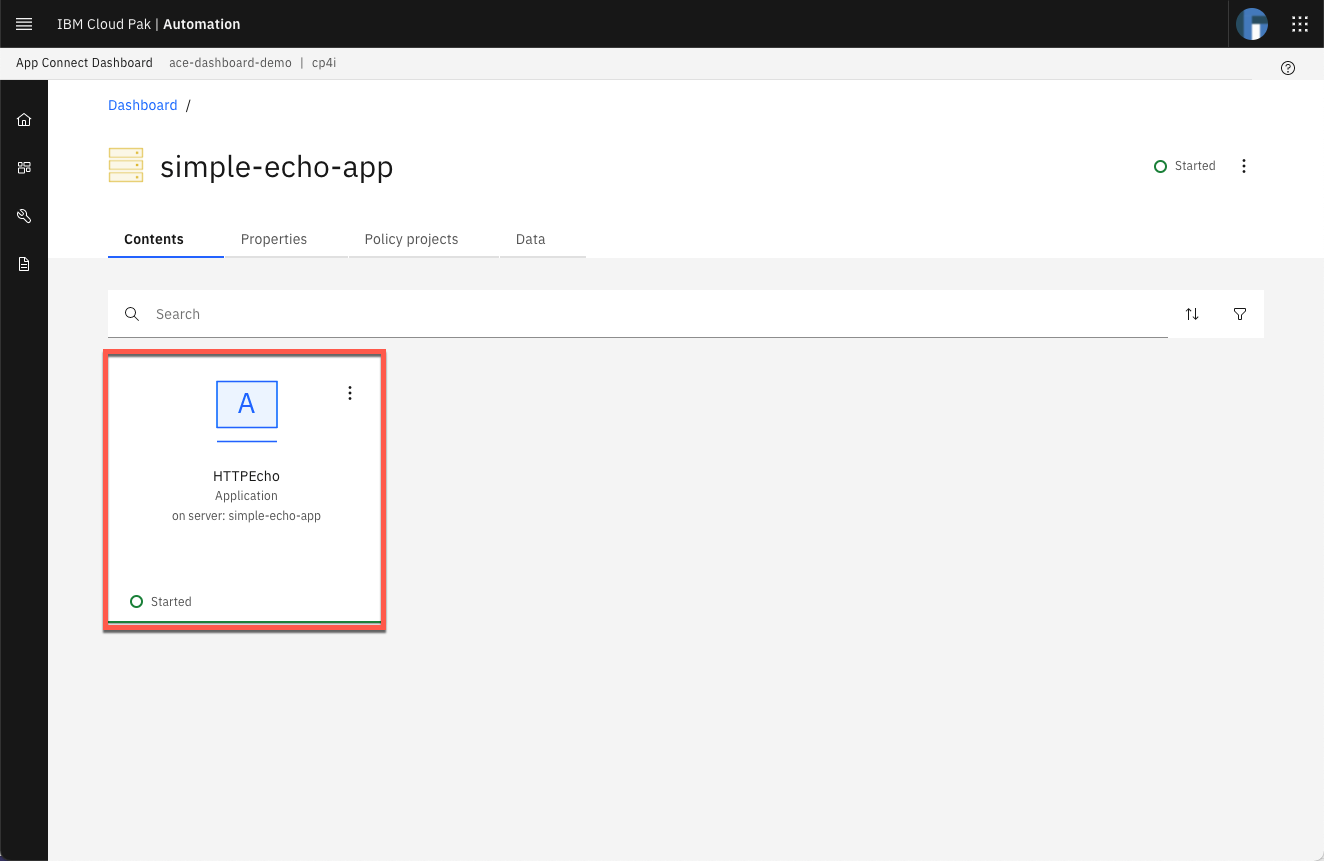 IBM Cloud Pak | Automation
App Connect Dashboard ace-dashboard-demo | cp4i
Dashboard /
simple-echo-app
Started
Contents Properties Policy projects Data
Search
A
HTTPEcho
Application
on server: simple-echo-app
Started